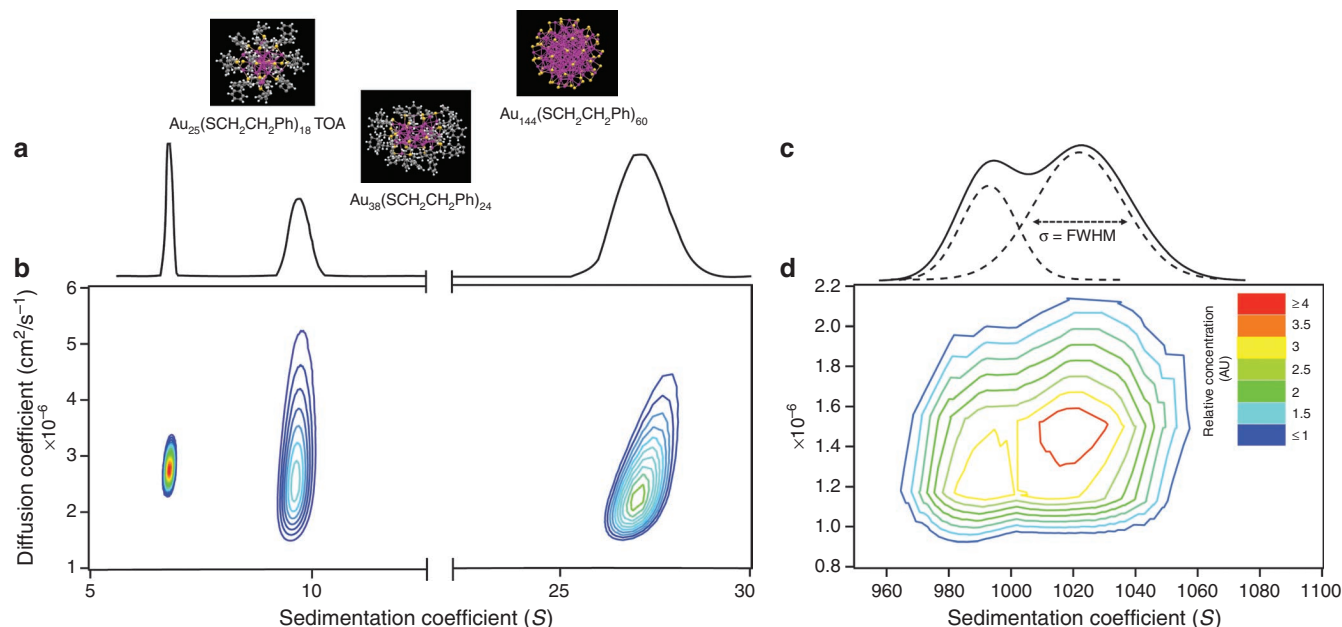 Au25(SCH2CH2Ph)18 TOA
Au38(SCH2CH2Ph)24
Au144(SCH2CH2Ph)60
a
c
σ = FWHM
b
d
Diffusion coefficient (cm2/s−1)
×10−6
6
5
4
3
2
1
5
10
25
30
Sedimentation coefficient (S)
×10−6
2.2
2.0
1.8
1.6
1.4
1.2
1.0
0.8
960
980
1000
1020
1040
1060
1080
1100
Sedimentation coefficient (S)
Relative concentration
(AU)
≥4
3.5
3
2.5
2
1.5
≤1